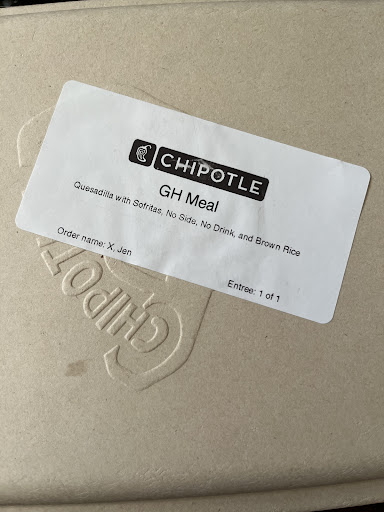 CHIPOTLE
GH Meal
Quesadilla with Sofritas, No Side, No Drink, and Brown Rice
Order name: X, Jen
Entree: 1 of 1
CHIPOTL